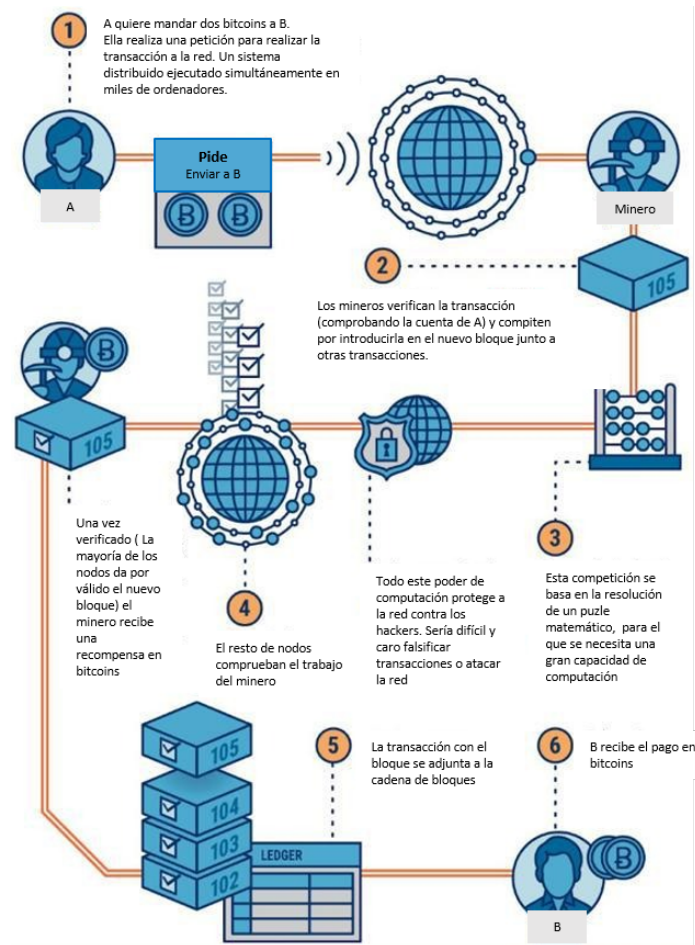 1
A quiere mandar dos bitcoins a B.
Ella realiza una petición para realizar la
transacción a la red. Un sistema
distribuido ejecutado simultáneamente en
miles de ordenadores.
Pide
Enviar a B
A
Minero
2
105
Los mineros verifican la transacción
(comprobando la cuenta de A) y compiten
por introducirla en el nuevo bloque junto a
otras transacciones.
3
Esta competición se
basa en la resolución
de un puzle
matemático, para el
que se necesita una
gran capacidad de
computación
Todo este poder de
computación protege a
la red contra los
hackers. Sería difícil y
caro falsificar
transacciones o atacar
la red
4
El resto de nodos
comprueban el trabajo
del minero
105
Una vez
verificado ( La
mayoría de los
nodos da por
válido el nuevo
bloque) el
minero recibe
una
recompensa en
bitcoins
105
104
103
102
LEDGER
5
La transacción con el
bloque se adjunta a la
cadena de bloques
6
B recibe el pago en
bitcoins
B